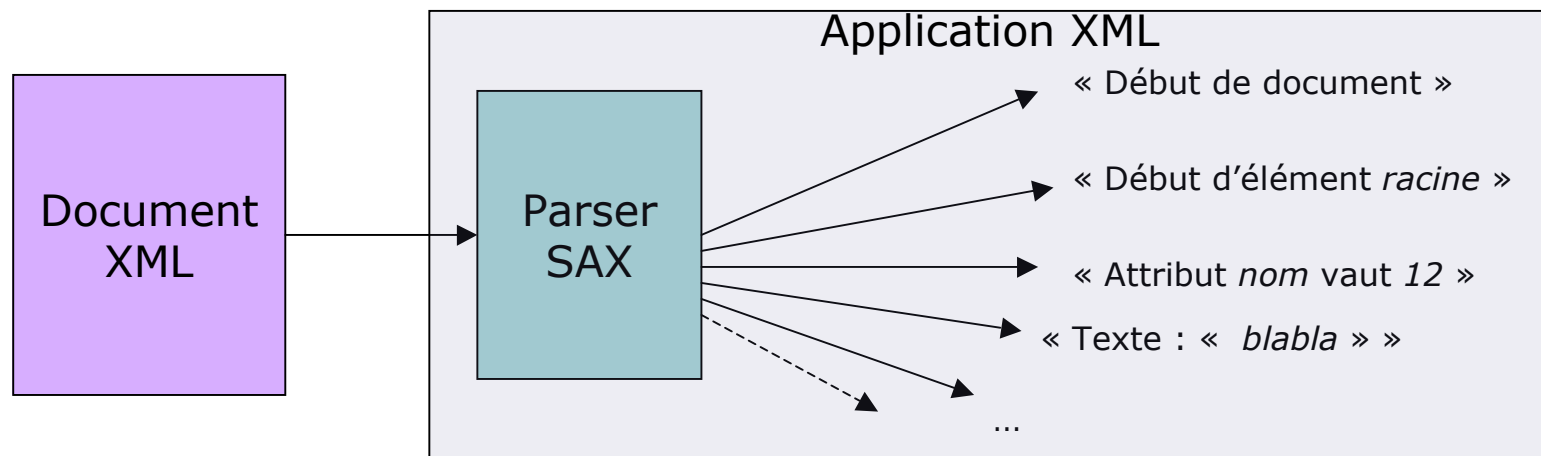 Application XML
Document
XML
Parser
SAX
« Début de document »
« Début d’élément racine »
« Attribut nom vaut 12 »
« Texte : « blabla » »
...